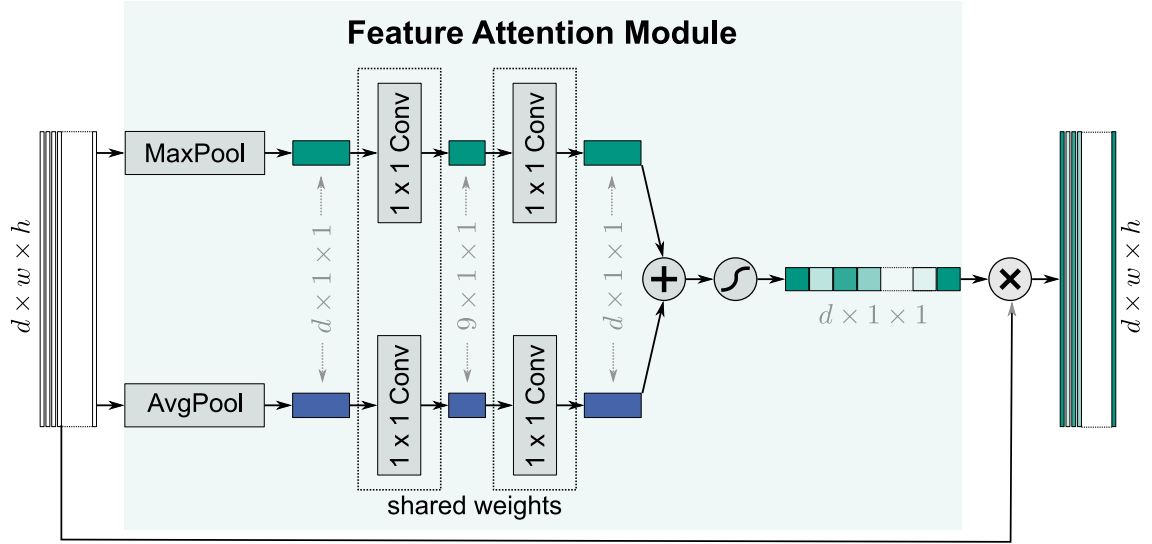 Feature Attention Module
d × w × h
MaxPool
1 x 1 Conv
1 x 1 Conv
d × 1 × 1
9 × 1 × 1
d × 1 × 1
d × 1 × 1
d × w × h
AvgPool
1 x 1 Conv
1 x 1 Conv
shared weights